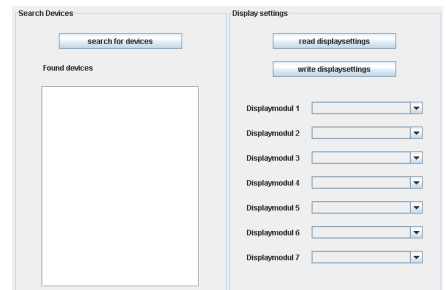 Search Devices
search for devices
Found devices
Display settings
read displaysettings
write displaysettings
Displaymodul 1
Displaymodul 2
Displaymodul 3
Displaymodul 4
Displaymodul 5
Displaymodul 6
Displaymodul 7